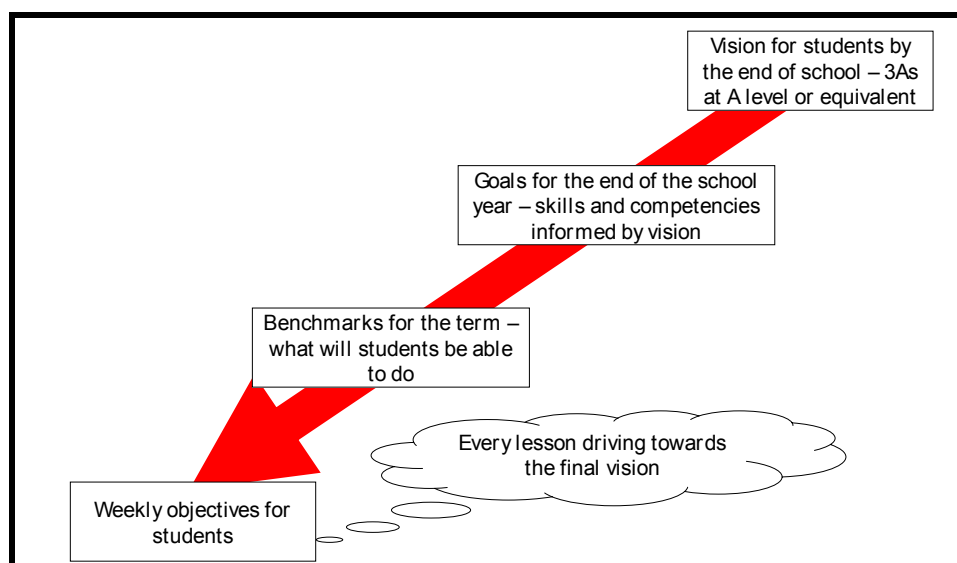 Vision for students by
the end of school – 3As
at A level or equivalent
Goals for the end of the school
year – skills and competencies
informed by vision
Benchmarks for the term –
what will students be able
to do
Every lesson driving towards
the final vision
Weekly objectives for
students